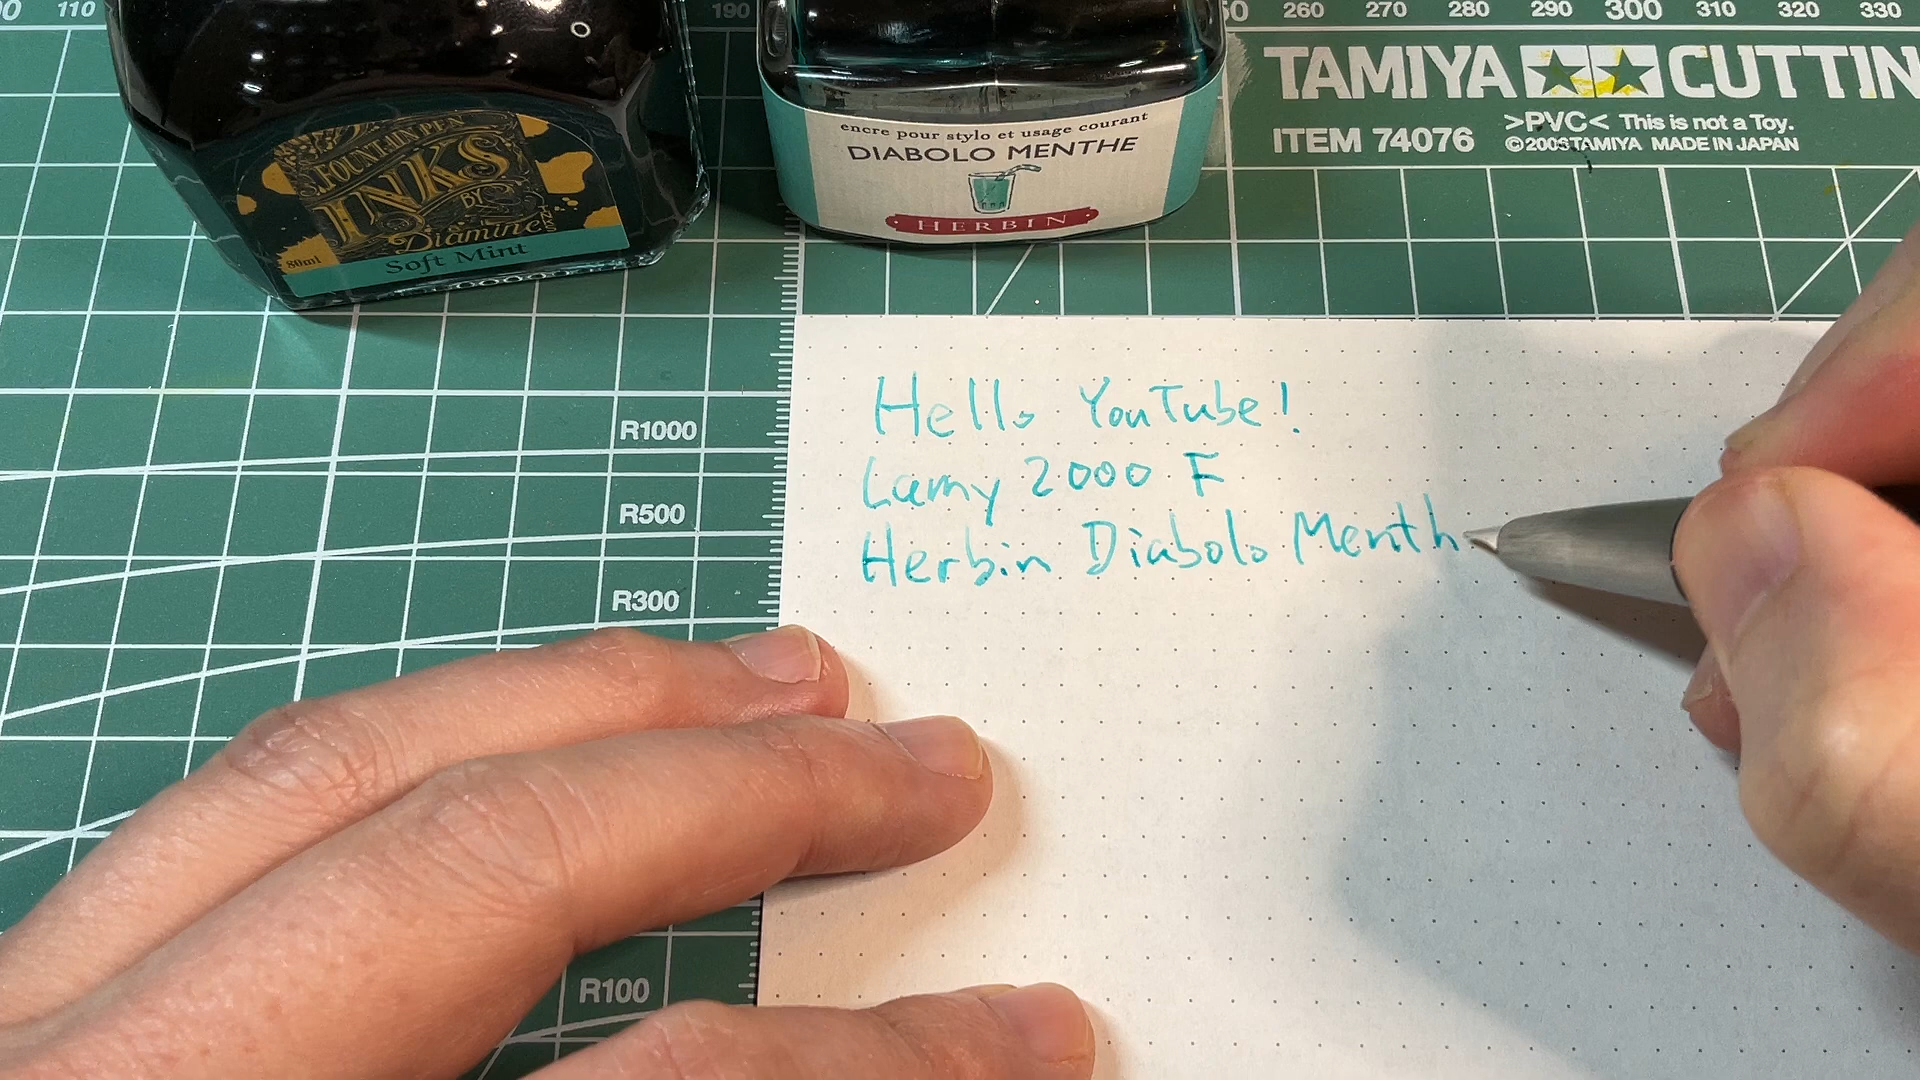 110
190
260 270 280 290 300 310 320 330
TAMIYA CUTTIN
>PVC< This is not a Toy.
ITEM 74076
TAMIYA MADE IN JAPAN
FOUNTAIN PEN
INKS
BY
Diamine
80ml
Soft Mint
encre pour stylo et usage courant
DIABOLO MENTHE
HERBIN
R1000
R500
R300
R100
Hello YouTube!
Lamy 2000 F
Herbin Diabolo Menth